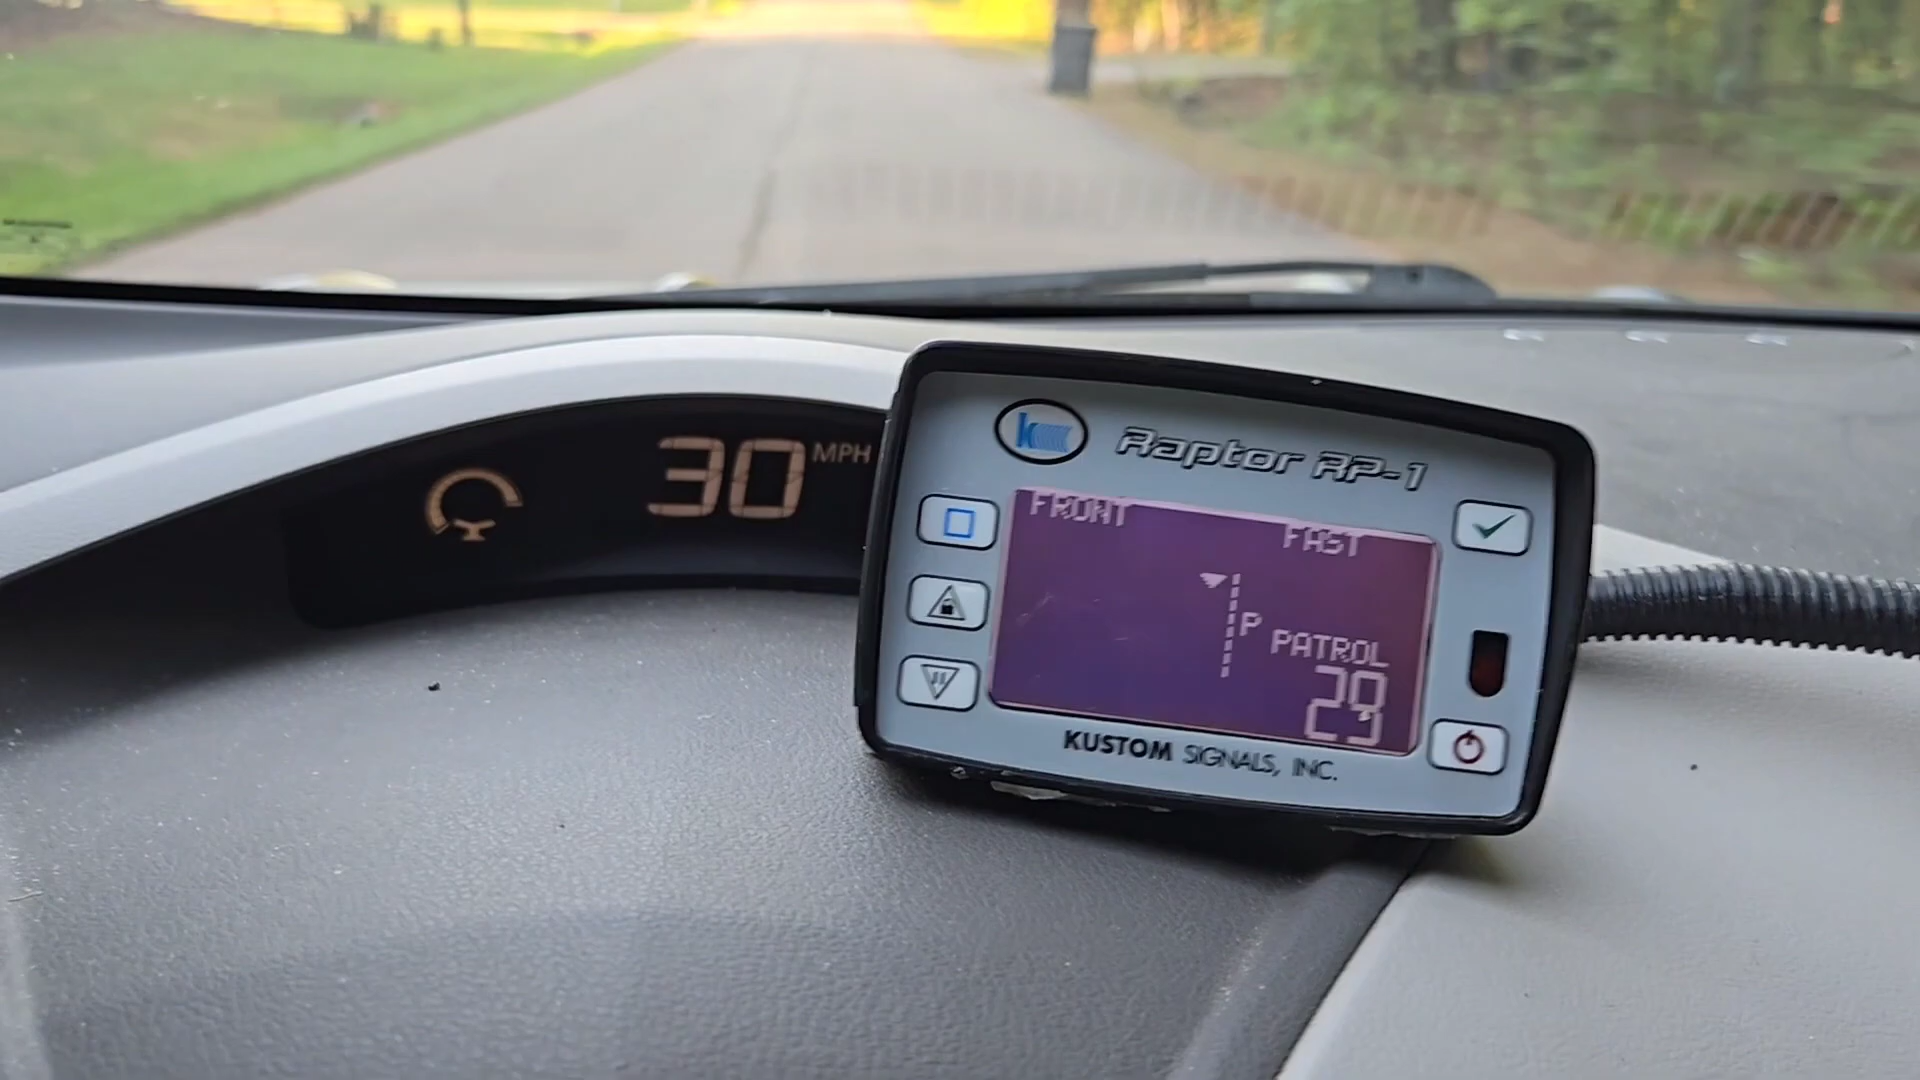 30 MPH
Raptor RP-1
FRONT
FAST
P PATROL
29
KUSTOM SIGNALS, INC.